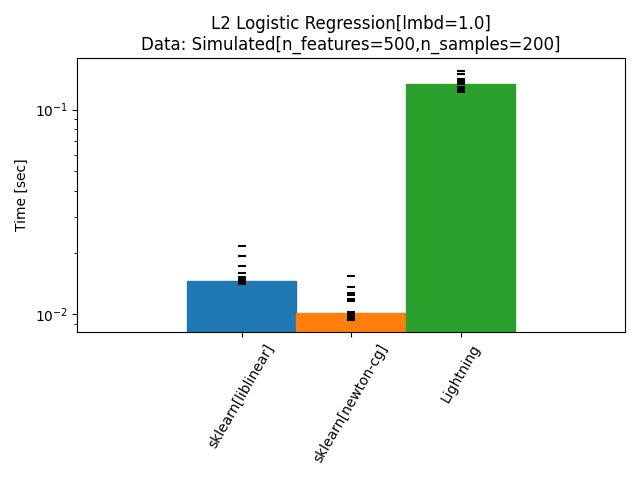 L2 Logistic Regression[lmbd=1.0]
Data: Simulated[n_features=500,n_samples=200]
Time [sec]
10⁻¹
10⁻²
sklearn[liblinear]
sklearn[newton-cg]
Lightning